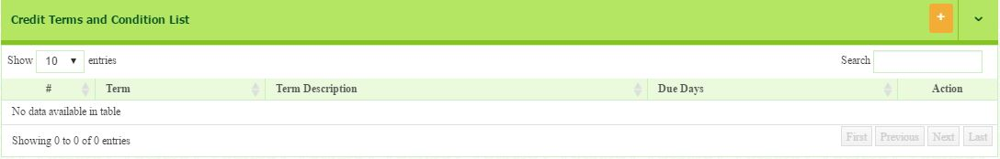 Credit Terms and Condition List +
Show 10 entries Search
# Term Term Description Due Days Action
No data available in table
Showing 0 to 0 of 0 entries First Previous Next Last